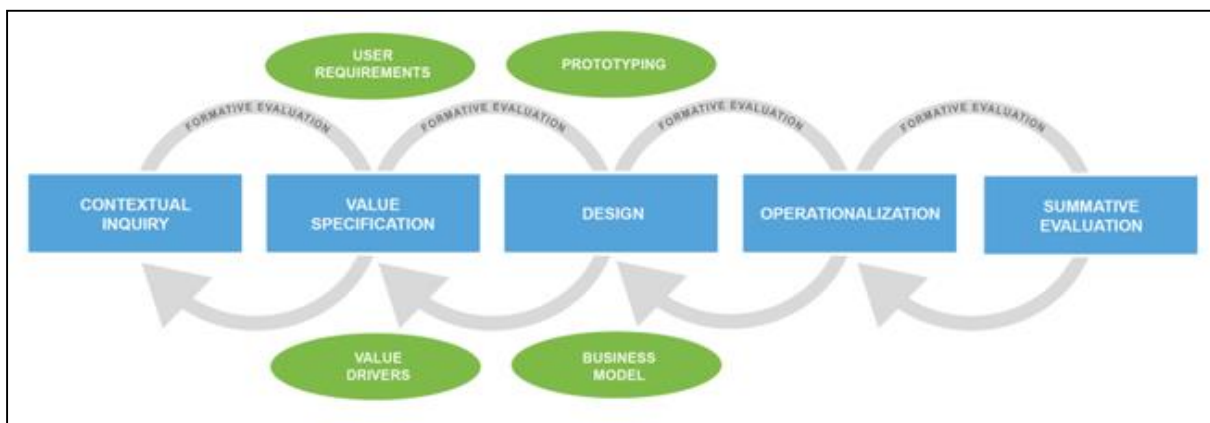 USER
REQUIREMENTS
PROTOTYPING
FORMATIVE EVALUATION
FORMATIVE EVALUATION
FORMATIVE EVALUATION
FORMATIVE EVALUATION
CONTEXTUAL
INQUIRY
VALUE
SPECIFICATION
DESIGN
OPERATIONALIZATION
SUMMATIVE
EVALUATION
VALUE
DRIVERS
BUSINESS
MODEL